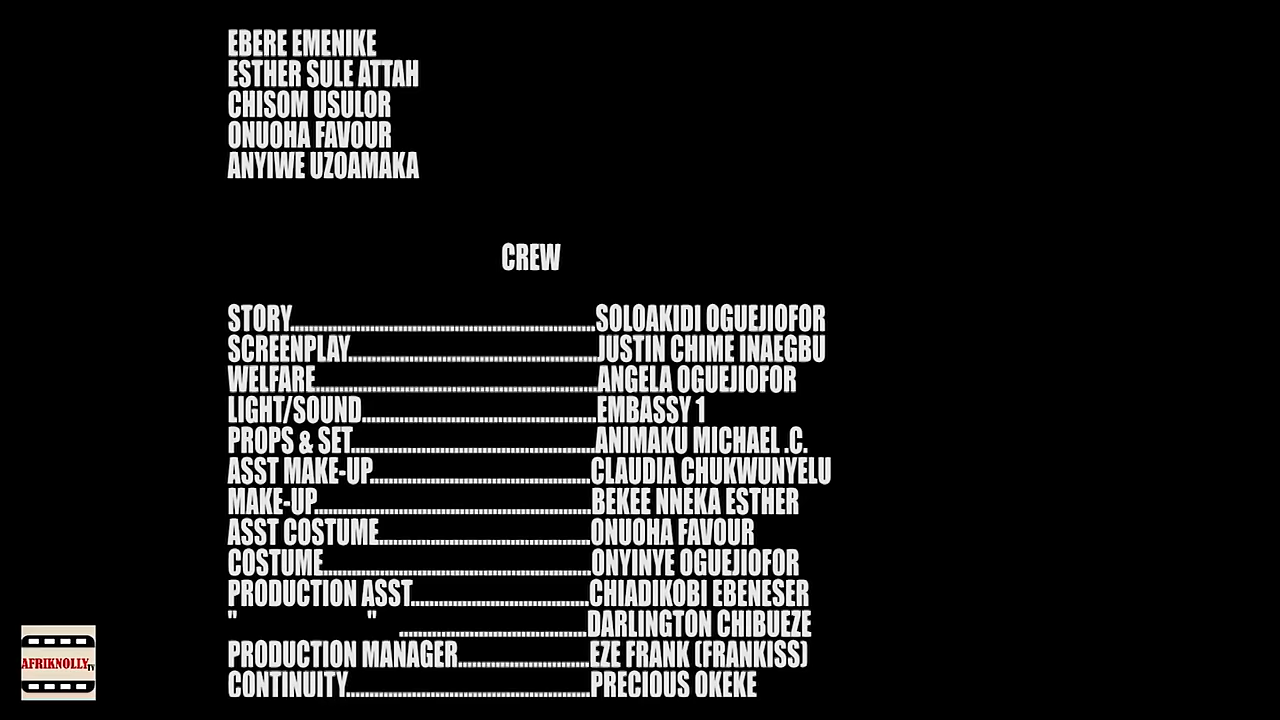 EBERE EMENIKE
ESTHER SULE ATTAH
CHISOM USULOR
ONUOHA FAVOUR
ANYIWE UZOAMAKA
CREW
STORY..........................................................SOLOAKIDI OGUEJIOFOR
SCREENPLAY................................................JUSTIN CHIME INAEGBU
WELFARE......................................................ANGELA OGUEJIOFOR
LIGHT/SOUND.............................................EMBASSY 1
PROPS & SET...............................................ANIMAKU MICHAEL .C.
ASST MAKE-UP..........................................CLAUDIA CHUKWUNYELU
MAKE-UP.....................................................BEKEE NNEKA ESTHER
ASST COSTUME........................................ONUOHA FAVOUR
COSTUME...................................................ONYINYE OGUEJIOFOR
PRODUCTION ASST..................................CHIADIKOBI EBENESER
" " ....................................DARLINGTON CHIBUEZE
PRODUCTION MANAGER.........................EZE FRANK (FRANKISS)
CONTINUITY...............................................PRECIOUS OKEKE
AFRIKNOLLY TV